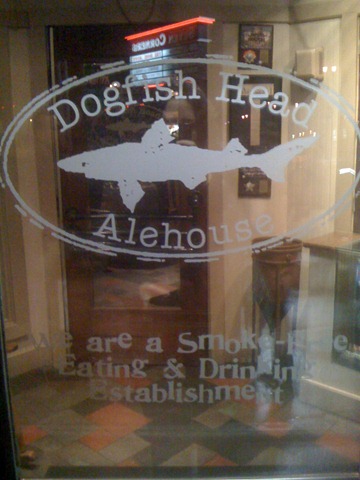 Dogfish Head
Alehouse
We are a Smoke-Free
Eating & Drinking
Establishment